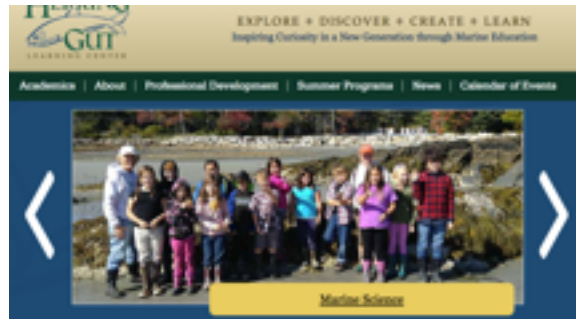 HERRING
GUT
LEARNING CENTER
EXPLORE + DISCOVER + CREATE + LEARN
Inspiring Curiosity in a New Generation through Marine Education
Academics | About | Professional Development | Summer Programs | News | Calendar of Events
Marine Science